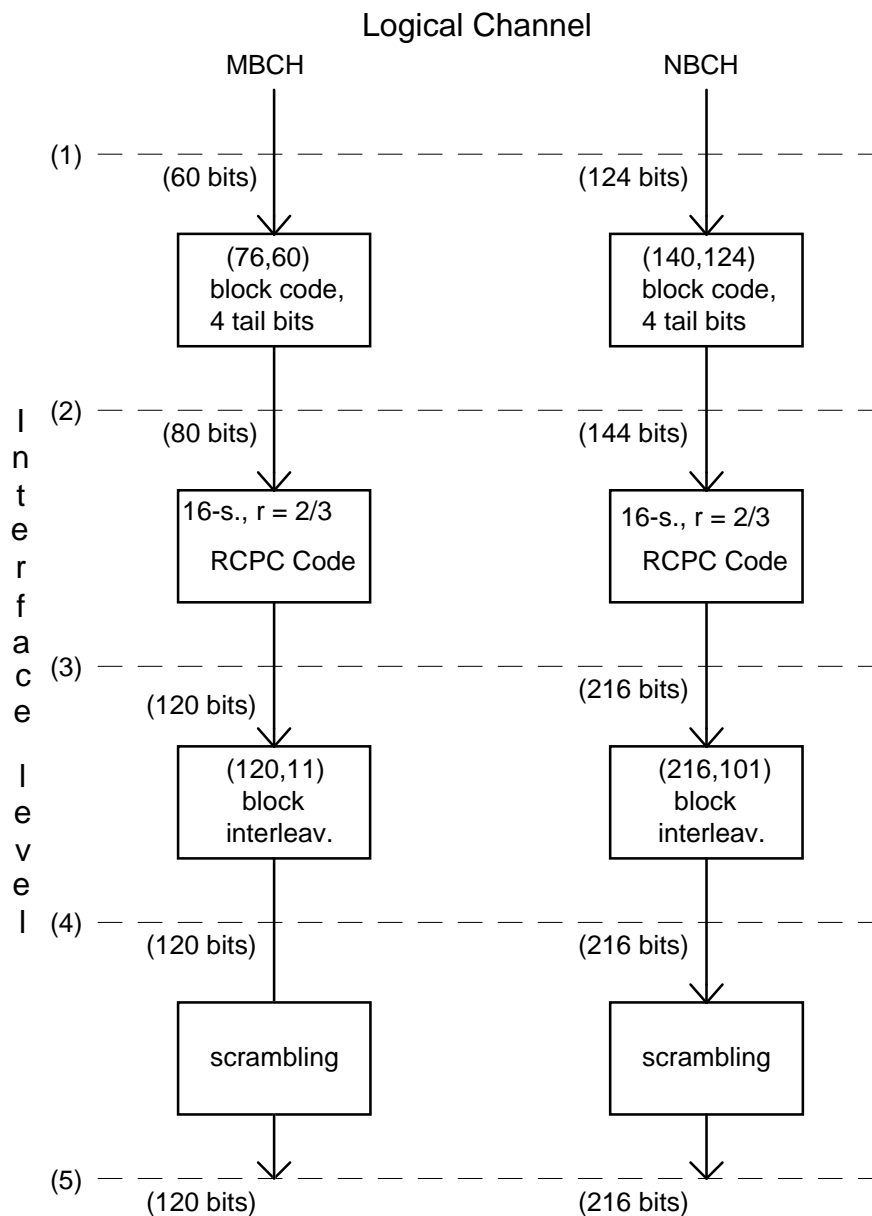 Logical Channel
MBCH NBCH
(1)
(60 bits) (124 bits)
(76,60)
block code,
4 tail bits
(140,124)
block code,
4 tail bits
(2)
(80 bits) (144 bits)
16-s., r = 2/3
RCPC Code
16-s., r = 2/3
RCPC Code
(3)
(120 bits) (216 bits)
(120,11)
block
interleav.
(216,101)
block
interleav.
(4)
(120 bits) (216 bits)
scrambling scrambling
(5)
(120 bits) (216 bits)
Interface level